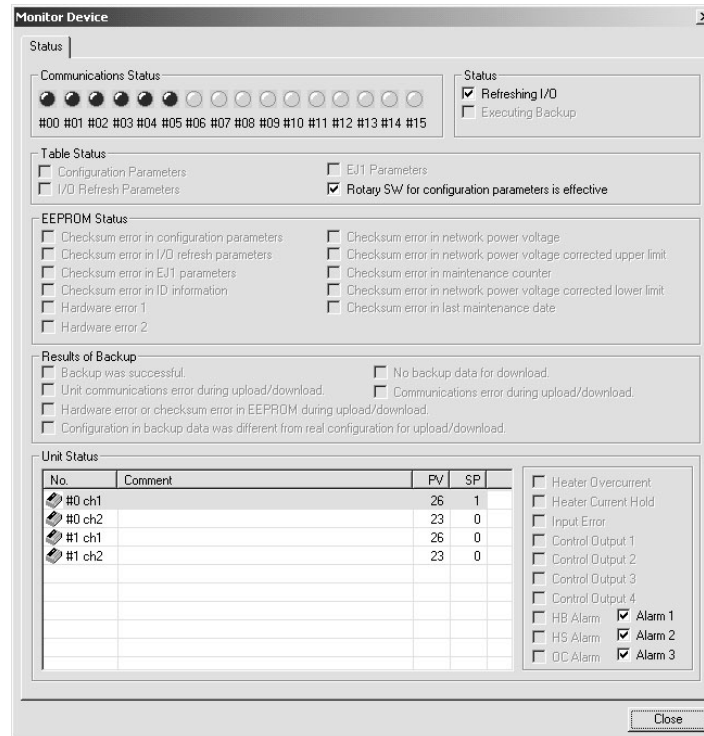 Monitor Device
Status
Communications Status
#00 #01 #02 #03 #04 #05 #06 #07 #08 #09 #10 #11 #12 #13 #14 #15
Status
Refreshing I/O
Executing Backup
Table Status
Configuration Parameters
EJ1 Parameters
I/O Refresh Parameters
Rotary SW for configuration parameters is effective
EEPROM Status
Checksum error in configuration parameters
Checksum error in network power voltage
Checksum error in I/O refresh parameters
Checksum error in network power voltage corrected upper limit
Checksum error in EJ1 parameters
Checksum error in maintenance counter
Checksum error in ID information
Checksum error in network power voltage corrected lower limit
Hardware error 1
Checksum error in last maintenance date
Hardware error 2
Results of Backup
Backup was successful.
No backup data for download.
Unit communications error during upload/download.
Communications error during upload/download.
Hardware error or checksum error in EEPROM during upload/download.
Configuration in backup data was different from real configuration for upload/download.
Unit Status
No. Comment PV SP
#0 ch1 26 1
#0 ch2 23 0
#1 ch1 26 0
#1 ch2 23 0
Heater Overcurrent
Heater Current Hold
Input Error
Control Output 1
Control Output 2
Control Output 3
Control Output 4
HB Alarm Alarm 1
HS Alarm Alarm 2
OC Alarm Alarm 3
Close